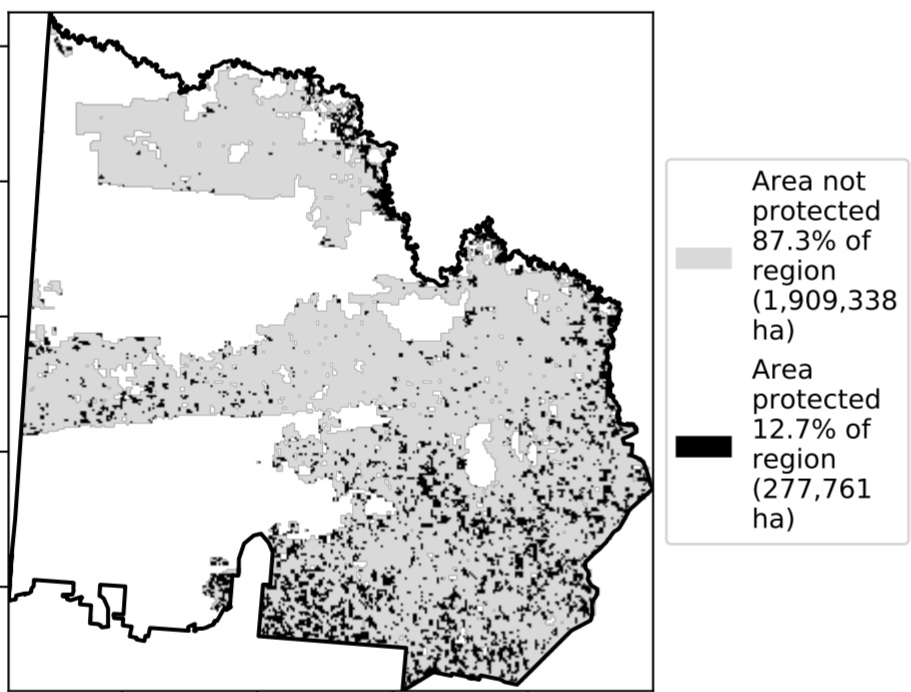 Area not
protected
87.3% of
region
(1,909,338
ha)
Area
protected
12.7% of
region
(277,761
ha)